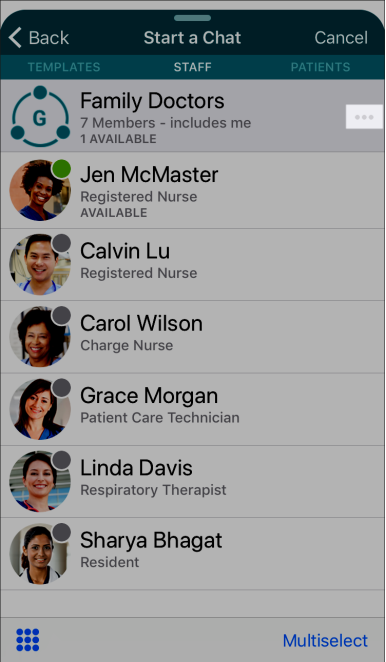 Back
Start a Chat
Cancel
TEMPLATES
STAFF
PATIENTS
G
Family Doctors
7 Members - includes me
1 AVAILABLE
Jen McMaster
Registered Nurse
AVAILABLE
Calvin Lu
Registered Nurse
Carol Wilson
Charge Nurse
Grace Morgan
Patient Care Technician
Linda Davis
Respiratory Therapist
Sharya Bhagat
Resident
Multiselect